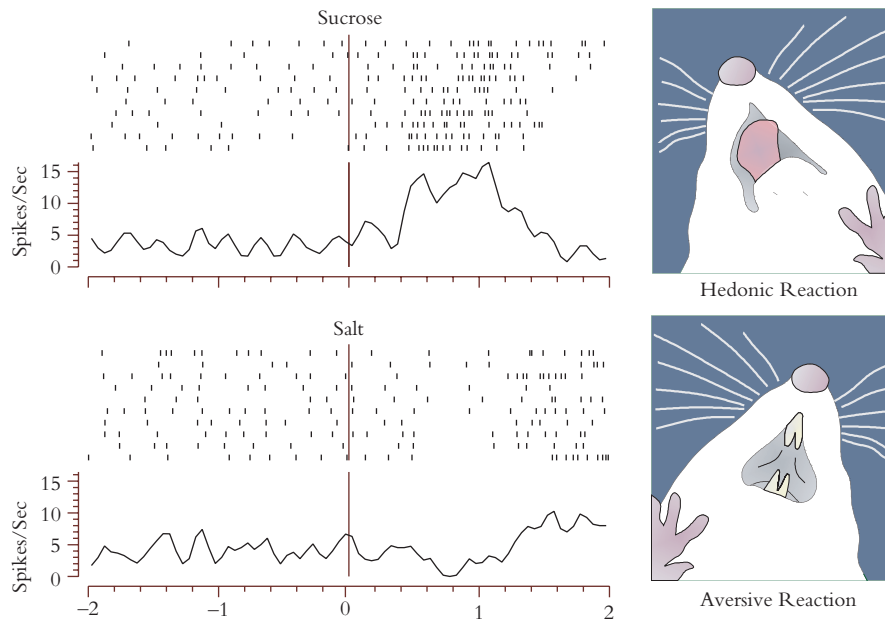 Sucrose
Spikes/Sec
15
10
5
0
Hedonic Reaction
Salt
Spikes/Sec
15
10
5
0
−2
−1
0
1
2
Aversive Reaction